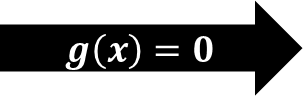 g(x) = 0